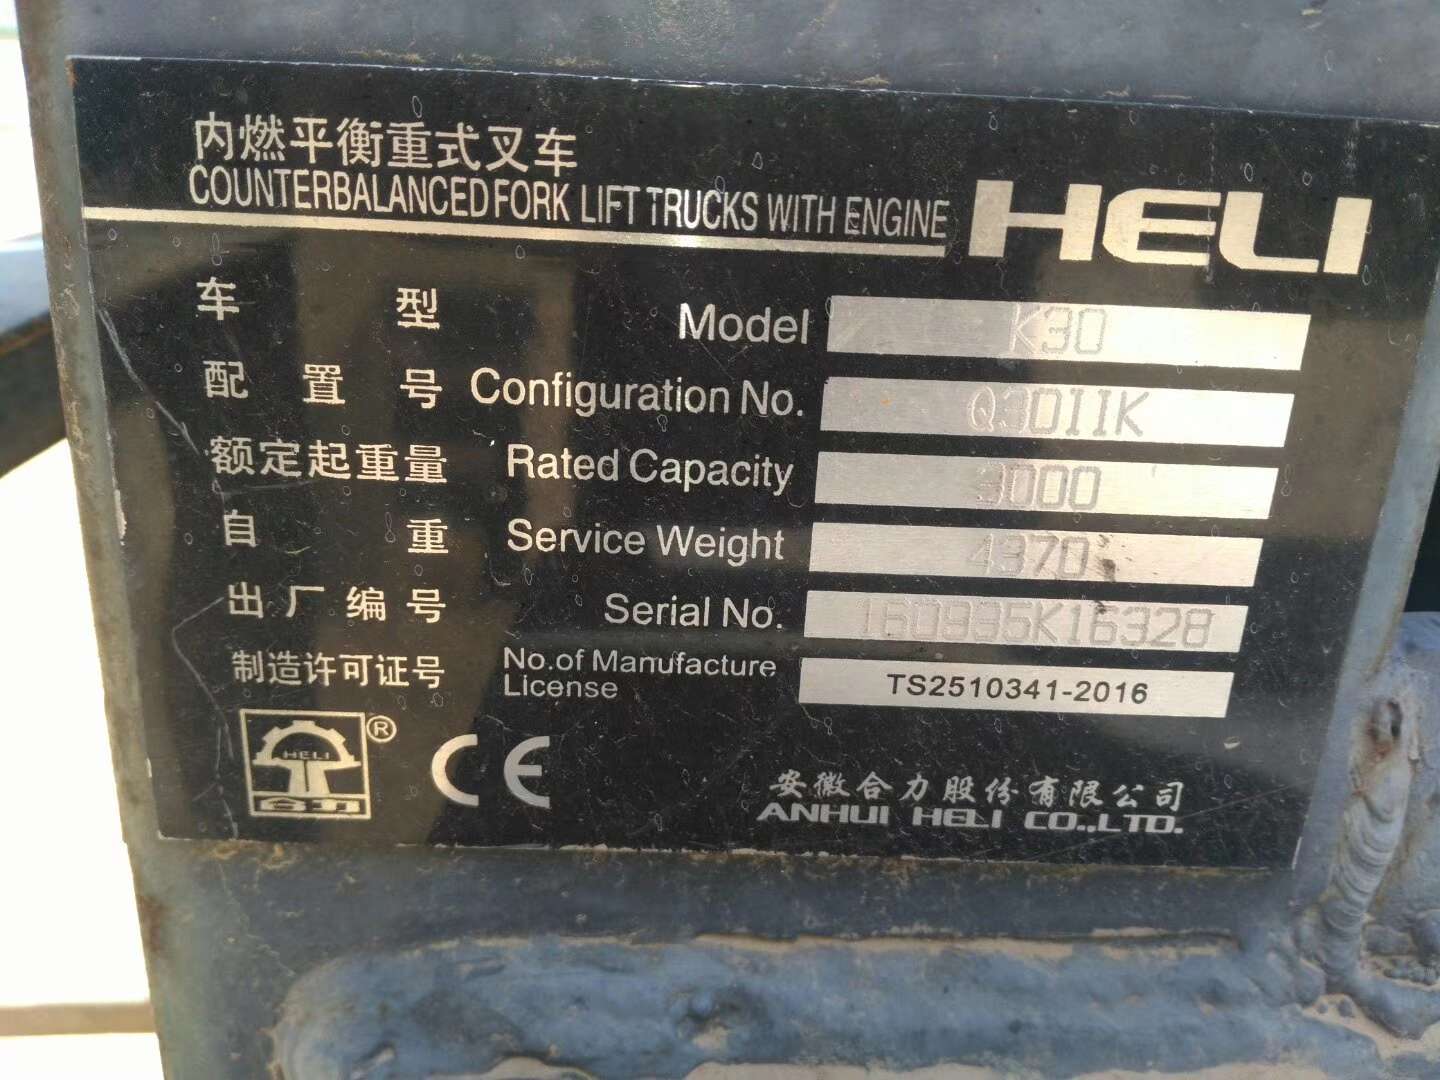 内燃平衡重式叉车
COUNTERBALANCED FORK LIFT TRUCKS WITH ENGINE HELI
车型 Model K30
配置号 Configuration No. Q30IIK
额定起重量 Rated Capacity 3000
自重 Service Weight 4370
出厂编号 Serial No. 160935K16328
制造许可证号 No.of Manufacture License TS2510341-2016
HELI ®
合力
CE
安徽合力股份有限公司
ANHUI HELI CO.,LTD.